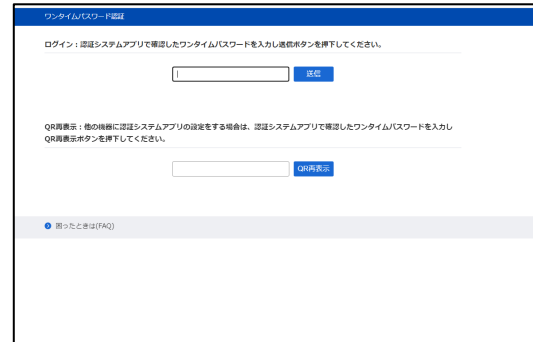 ワンタイムパスワード認証
ログイン：認証システムアプリで確認したワンタイムパスワードを入力し送信ボタンを押下してください。
送信
QR再表示：他の機器に認証システムアプリの設定をする場合は、認証システムアプリで確認したワンタイムパスワードを入力し
QR再表示ボタンを押下してください。
QR再表示
困ったときは(FAQ)